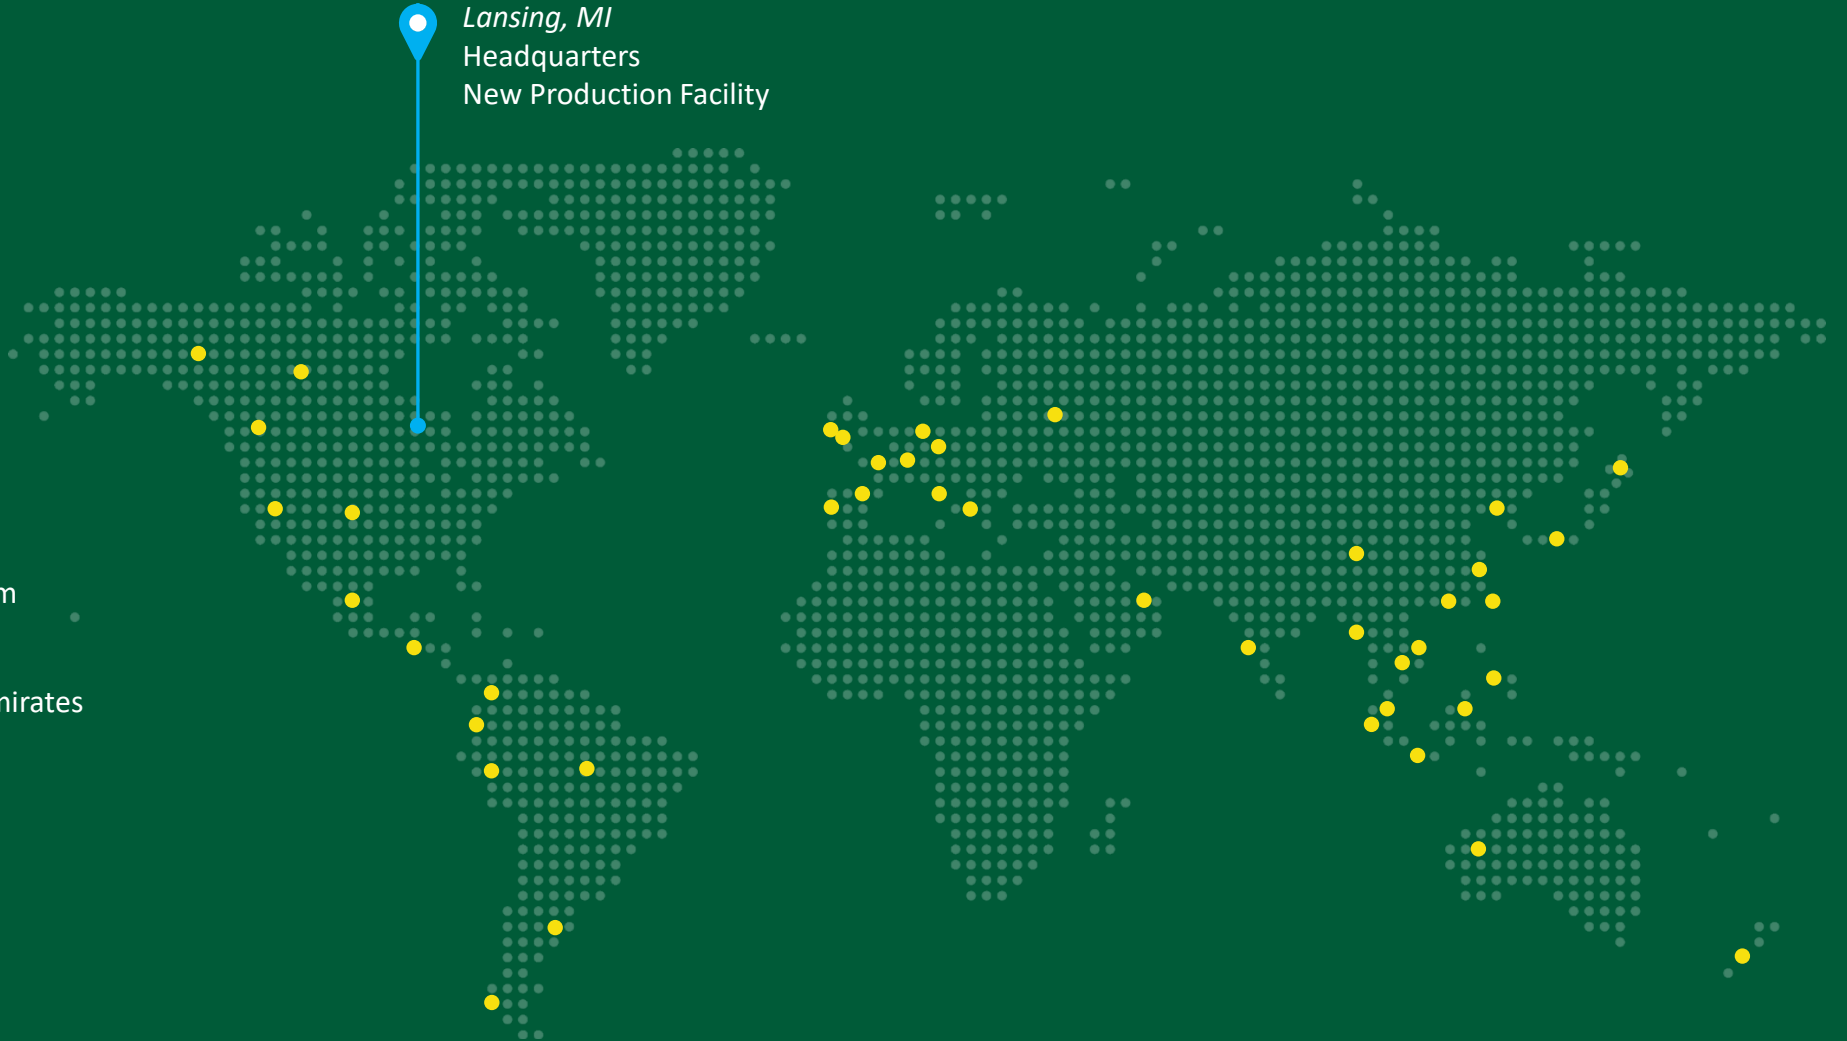 Lansing, MI
Headquarters
New Production Facility
m
nirates